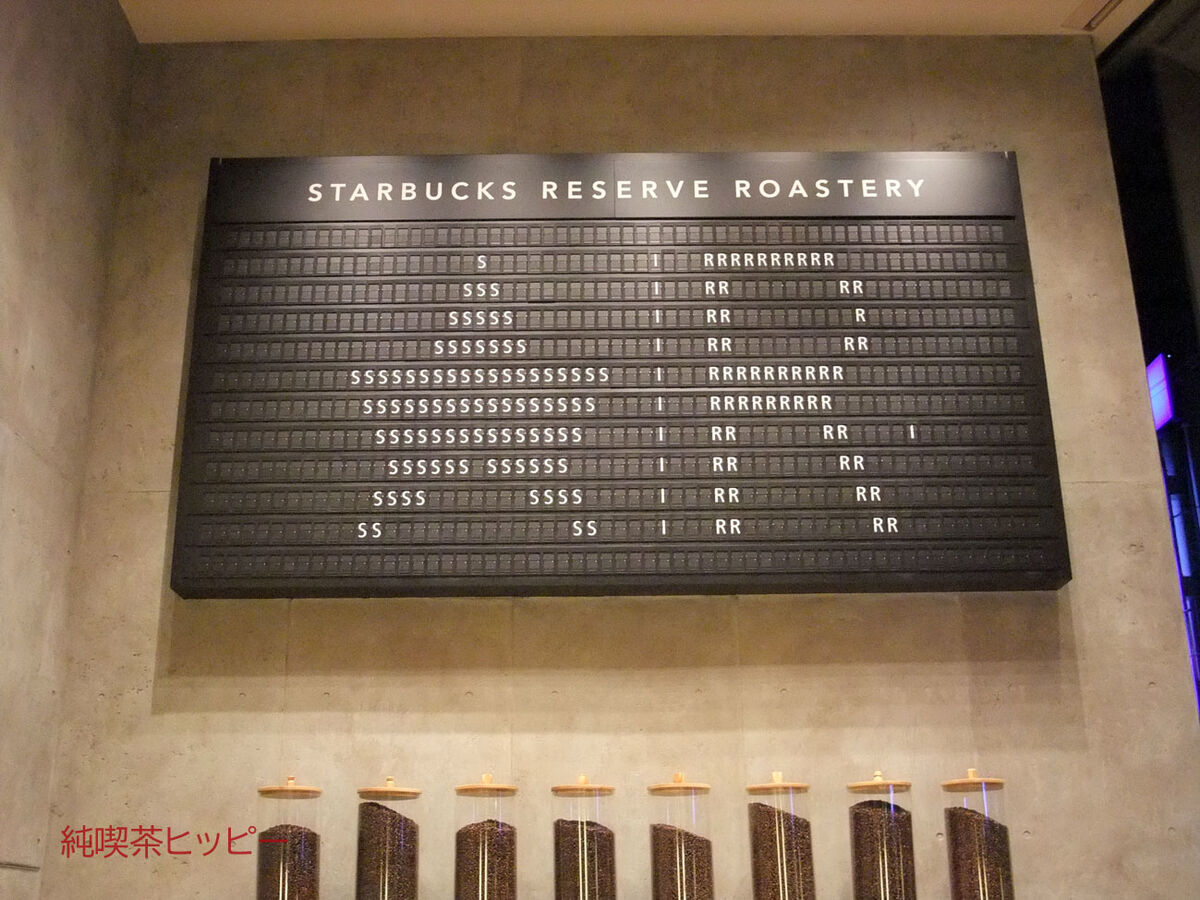 STARBUCKS RESERVE ROASTERY
S I RRRRRRRRRR
SSS I RR RR
SSSSS I RR R
SSSSSSS I RR RR
SSSSSSSSSSSSSSSSSSS I RRRRRRRRRR
SSSSSSSSSSSSSSSSS I RRRRRRRRR
SSSSSSSSSSSSSSS I RR RR I
SSSSSS SSSSSS I RR RR
SSSS SSSS I RR RR
SS SS I RR RR
純喫茶ヒッピー